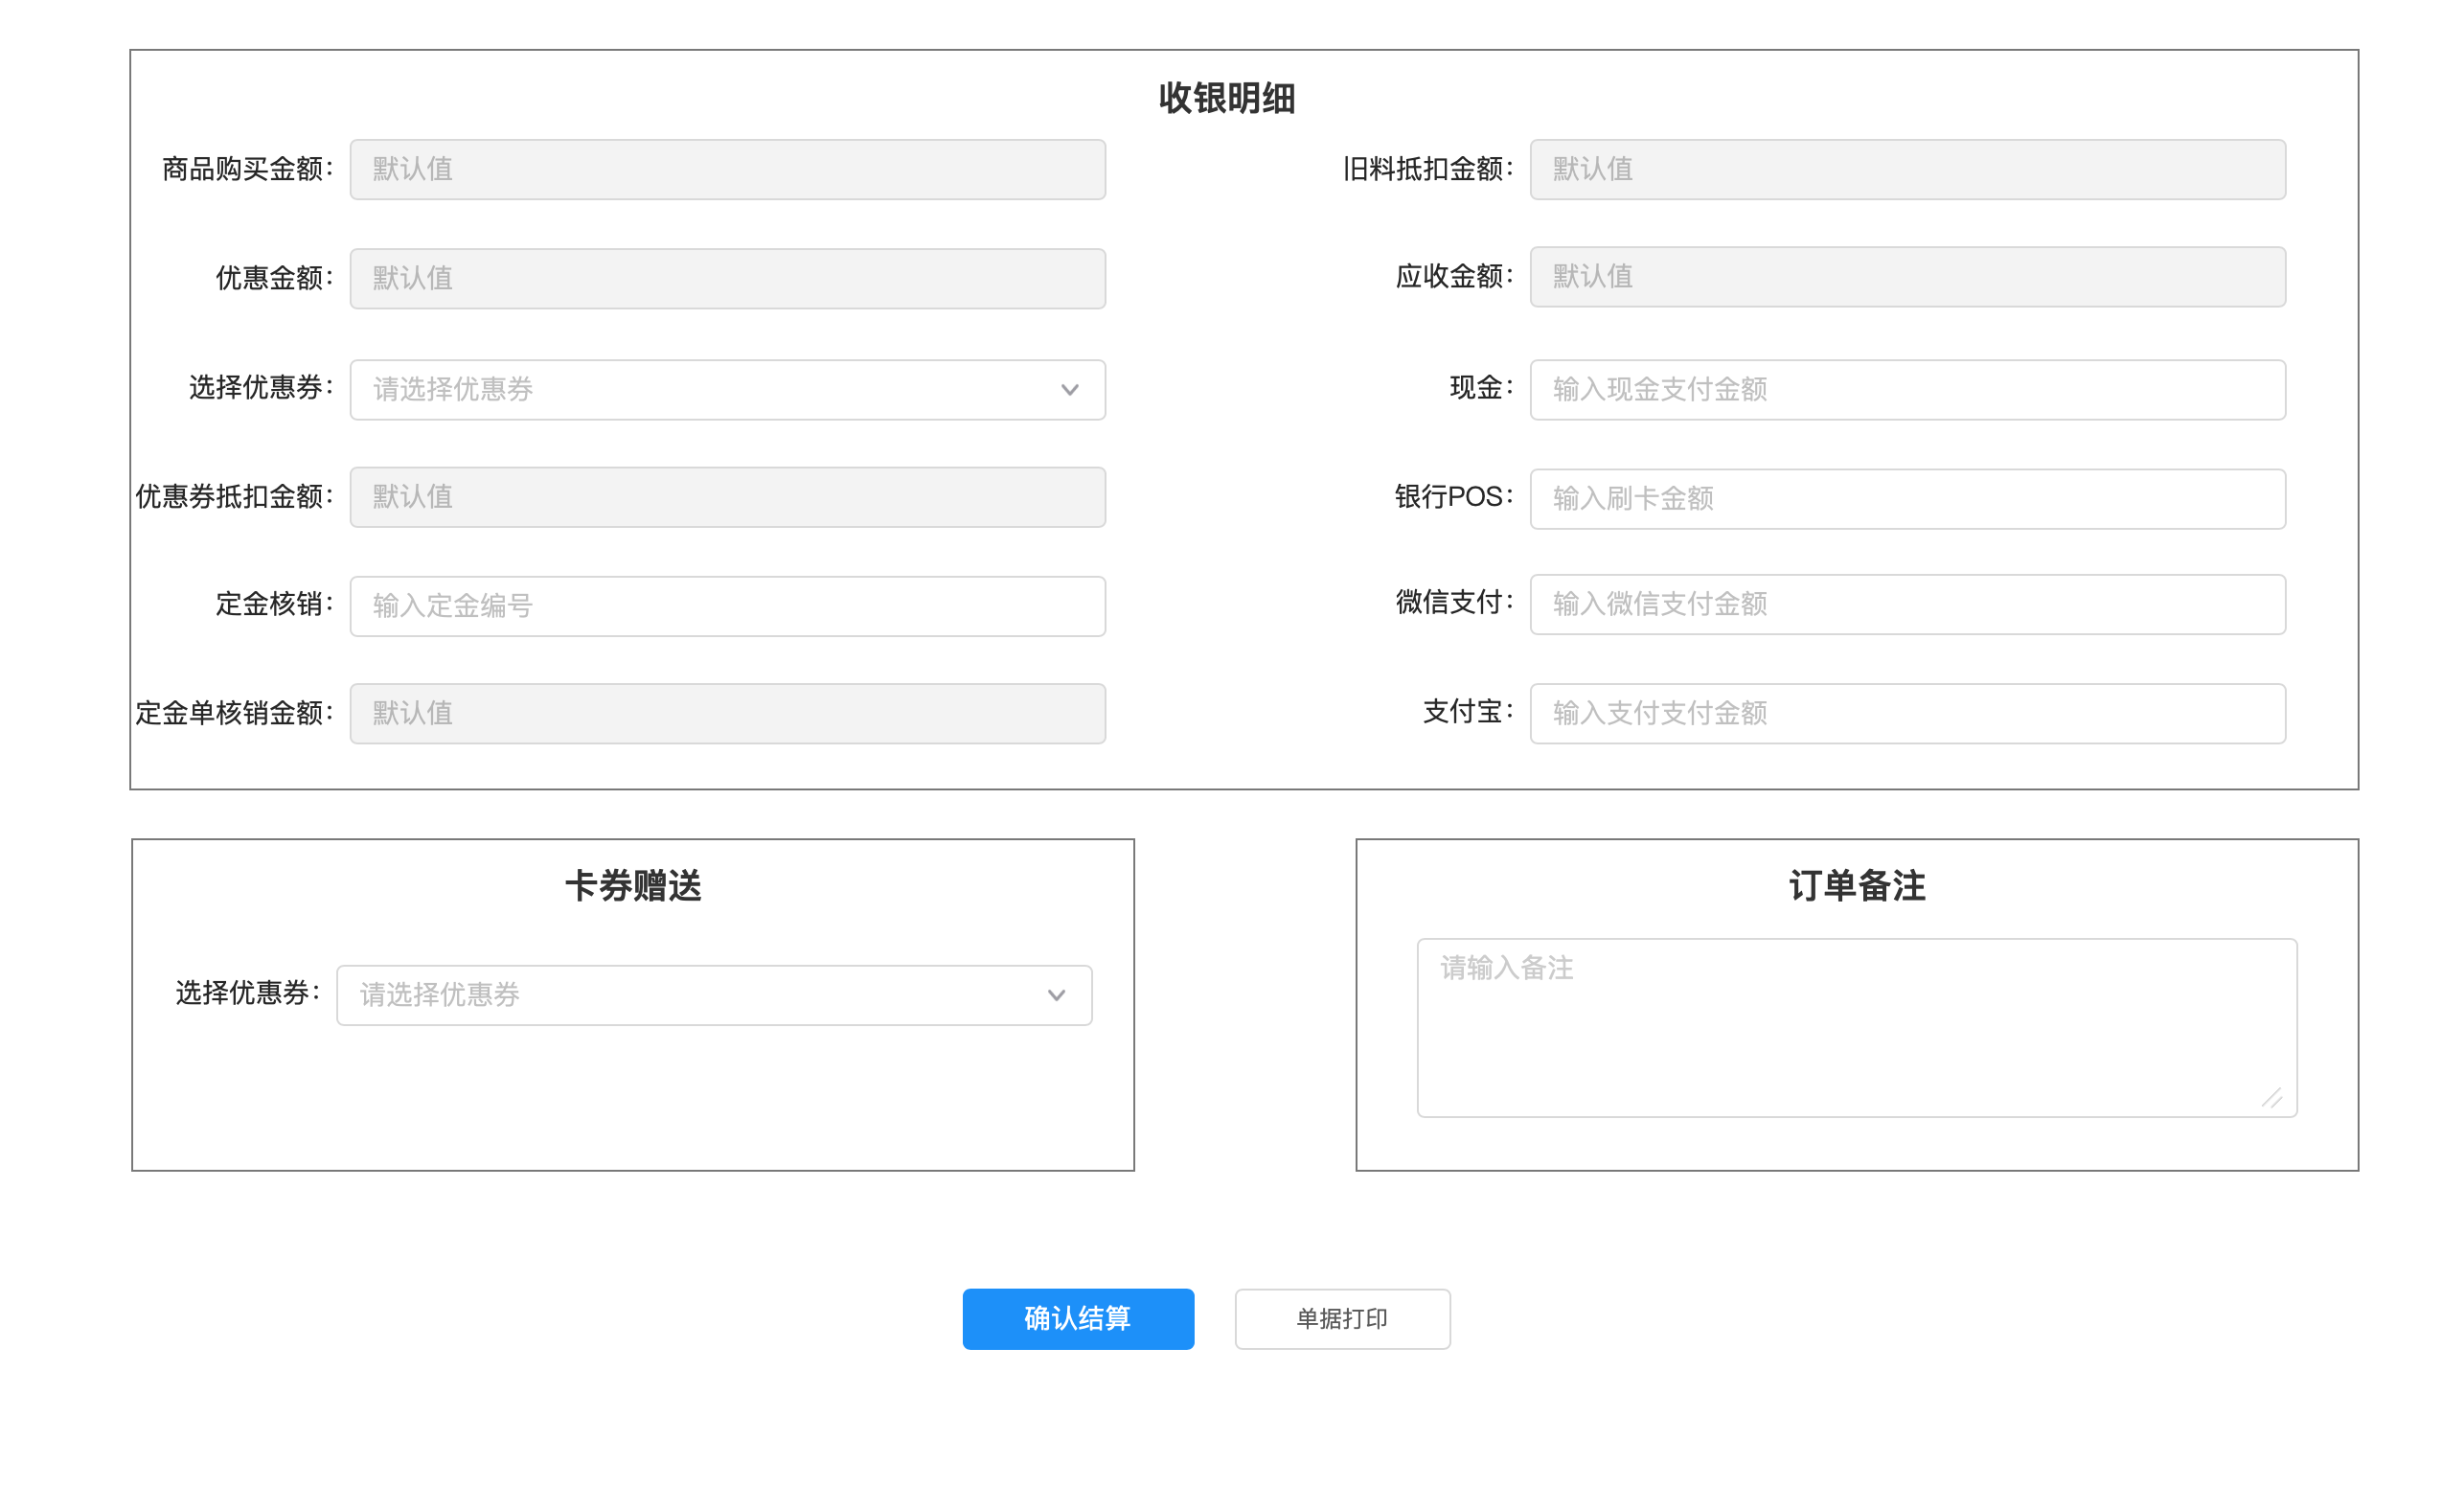 收银明细
商品购买金额: 默认值
旧料抵扣金额: 默认值
优惠金额: 默认值
应收金额: 默认值
选择优惠券: 请选择优惠券
现金: 输入现金支付金额
优惠券抵扣金额: 默认值
银行POS: 输入刷卡金额
定金核销: 输入定金编号
微信支付: 输入微信支付金额
定金单核销金额: 默认值
支付宝: 输入支付支付金额
卡券赠送
选择优惠券: 请选择优惠券
订单备注
请输入备注
确认结算
单据打印